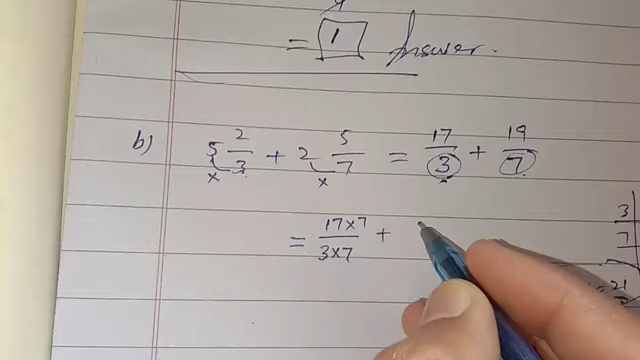 = 1 Answer.
b) 5 2/3 + 2 5/7 = 17/3 + 19/7
x x
= 17×7/3×7 +
3
7
= 21